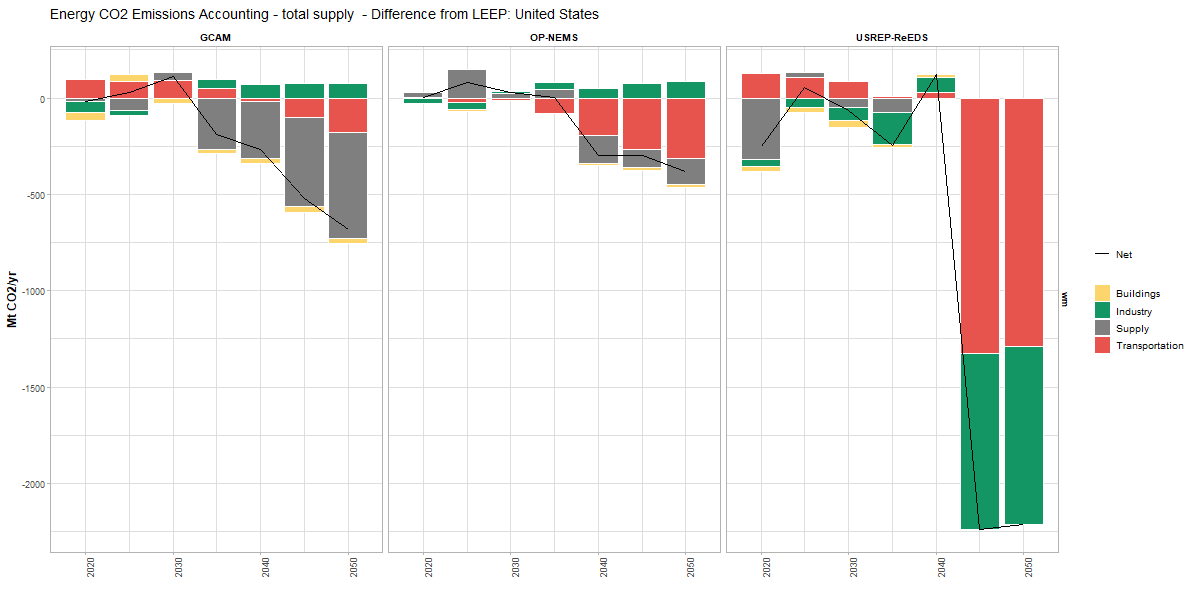 Energy CO2 Emissions Accounting - total supply  - Difference from LEEP: United States
GCAM
OP-NEMS
USREP-ReEDS
Mt CO2/yr
0
-500
-1000
-1500
-2000
2020
2030
2040
2050
2020
2030
2040
2050
2020
2030
2040
2050
wm
Net
Buildings
Industry
Supply
Transportation